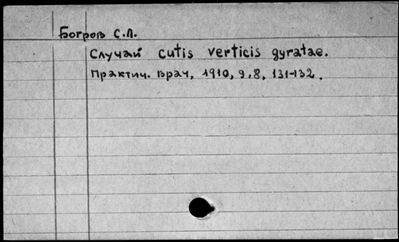 Богров С.Л.
Случай cutis verticis gyratae.
Практич. врач, 1910, 9, 8, 131-132.